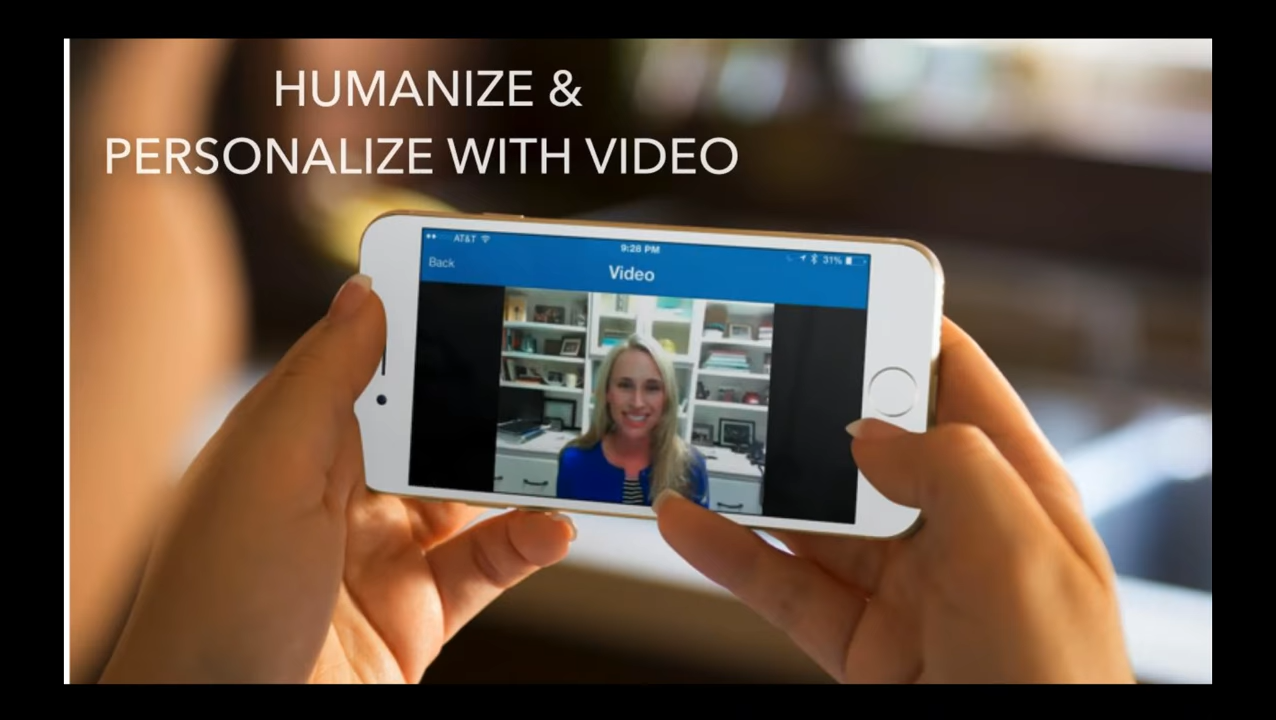 HUMANIZE &
PERSONALIZE WITH VIDEO
AT&T
9:28 PM
31%
Back
Video